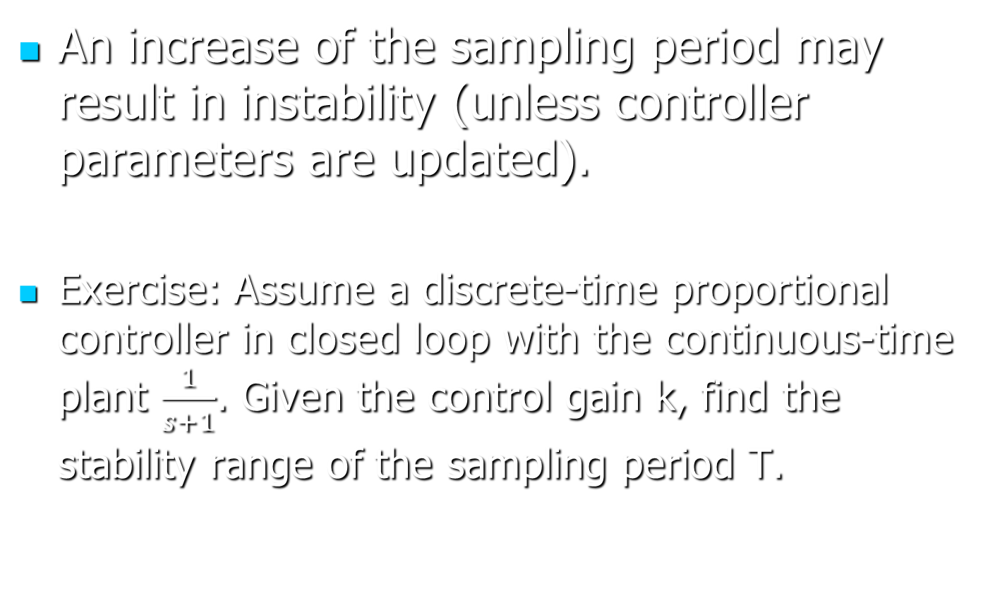 An increase of the sampling period may
result in instability (unless controller
parameters are updated).
Exercise: Assume a discrete-time proportional
controller in closed loop with the continuous-time
plant \frac{1}{s+1}. Given the control gain k, find the
stability range of the sampling period T.